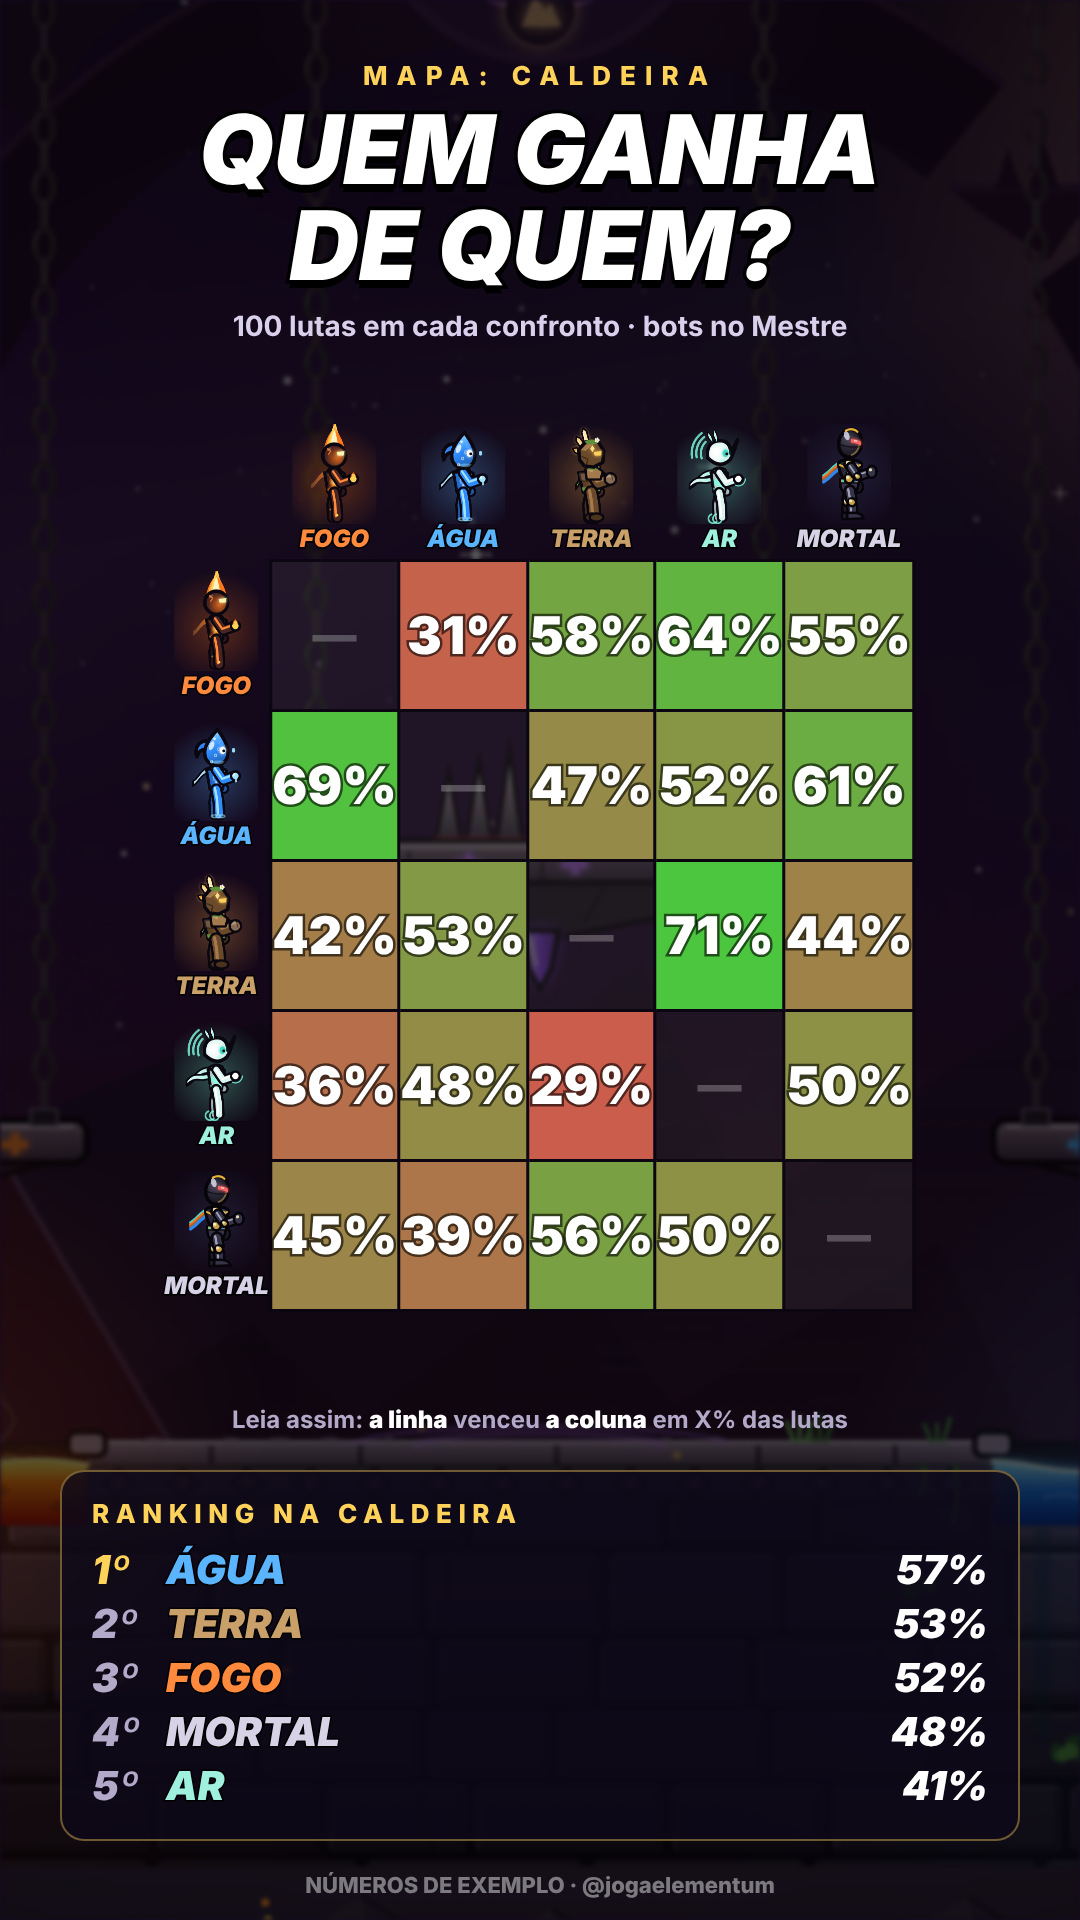 MAPA: CALDEIRA
QUEM GANHA
DE QUEM?
100 lutas em cada confronto · bots no Mestre
FOGO ÁGUA TERRA AR MORTAL
FOGO — 31% 58% 64% 55%
ÁGUA 69% — 47% 52% 61%
TERRA 42% 53% — 71% 44%
AR 36% 48% 29% — 50%
MORTAL 45% 39% 56% 50% —
Leia assim: a linha venceu a coluna em X% das lutas
RANKING NA CALDEIRA
1º ÁGUA 57%
2º TERRA 53%
3º FOGO 52%
4º MORTAL 48%
5º AR 41%
NÚMEROS DE EXEMPLO · @jogaelementum